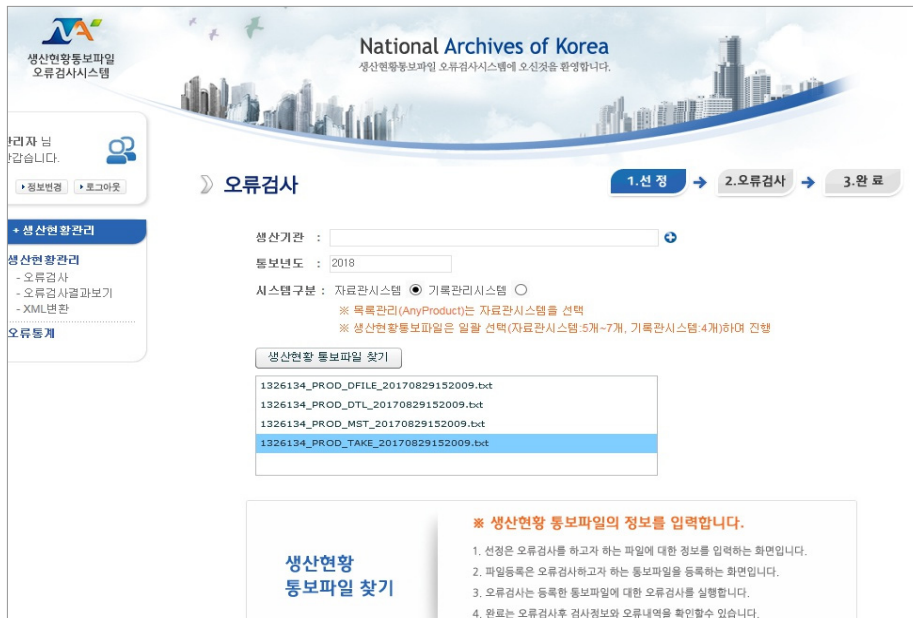 생산현황통보파일
오류검사시스템
National Archives of Korea
생산현황통보파일 오류검사시스템에 오신것을 환영합니다.
리자 님
갑습니다.
정보변경 로그아웃
오류검사
1.선 정 2.오류검사 3.완 료
+ 생산현황관리
생산현황관리
- 오류검사
- 오류검사결과보기
- XML변환
오류통계
생산기관 :
통보년도 : 2018
시스템구분 : 자료관시스템 기록관리시스템
※ 목록관리(AnyProduct)는 자료관시스템을 선택
※ 생산현황통보파일은 일괄 선택(자료관시스템:5개~7개, 기록관시스템:4개)하며 진행
생산현황 통보파일 찾기
1326134_PROD_DFILE_20170829152009.txt
1326134_PROD_DTL_20170829152009.txt
1326134_PROD_MST_20170829152009.txt
1326134_PROD_TAKE_20170829152009.txt
생산현황
통보파일 찾기
※ 생산현황 통보파일의 정보를 입력합니다.
1. 선정은 오류검사를 하고자 하는 파일에 대한 정보를 입력하는 화면입니다.
2. 파일등록은 오류검사하고자 하는 통보파일을 등록하는 화면입니다.
3. 오류검사는 등록한 통보파일에 대한 오류검사를 실행합니다.
4. 완료는 오류검사후 검사정보와 오류내역을 확인할수 있습니다.